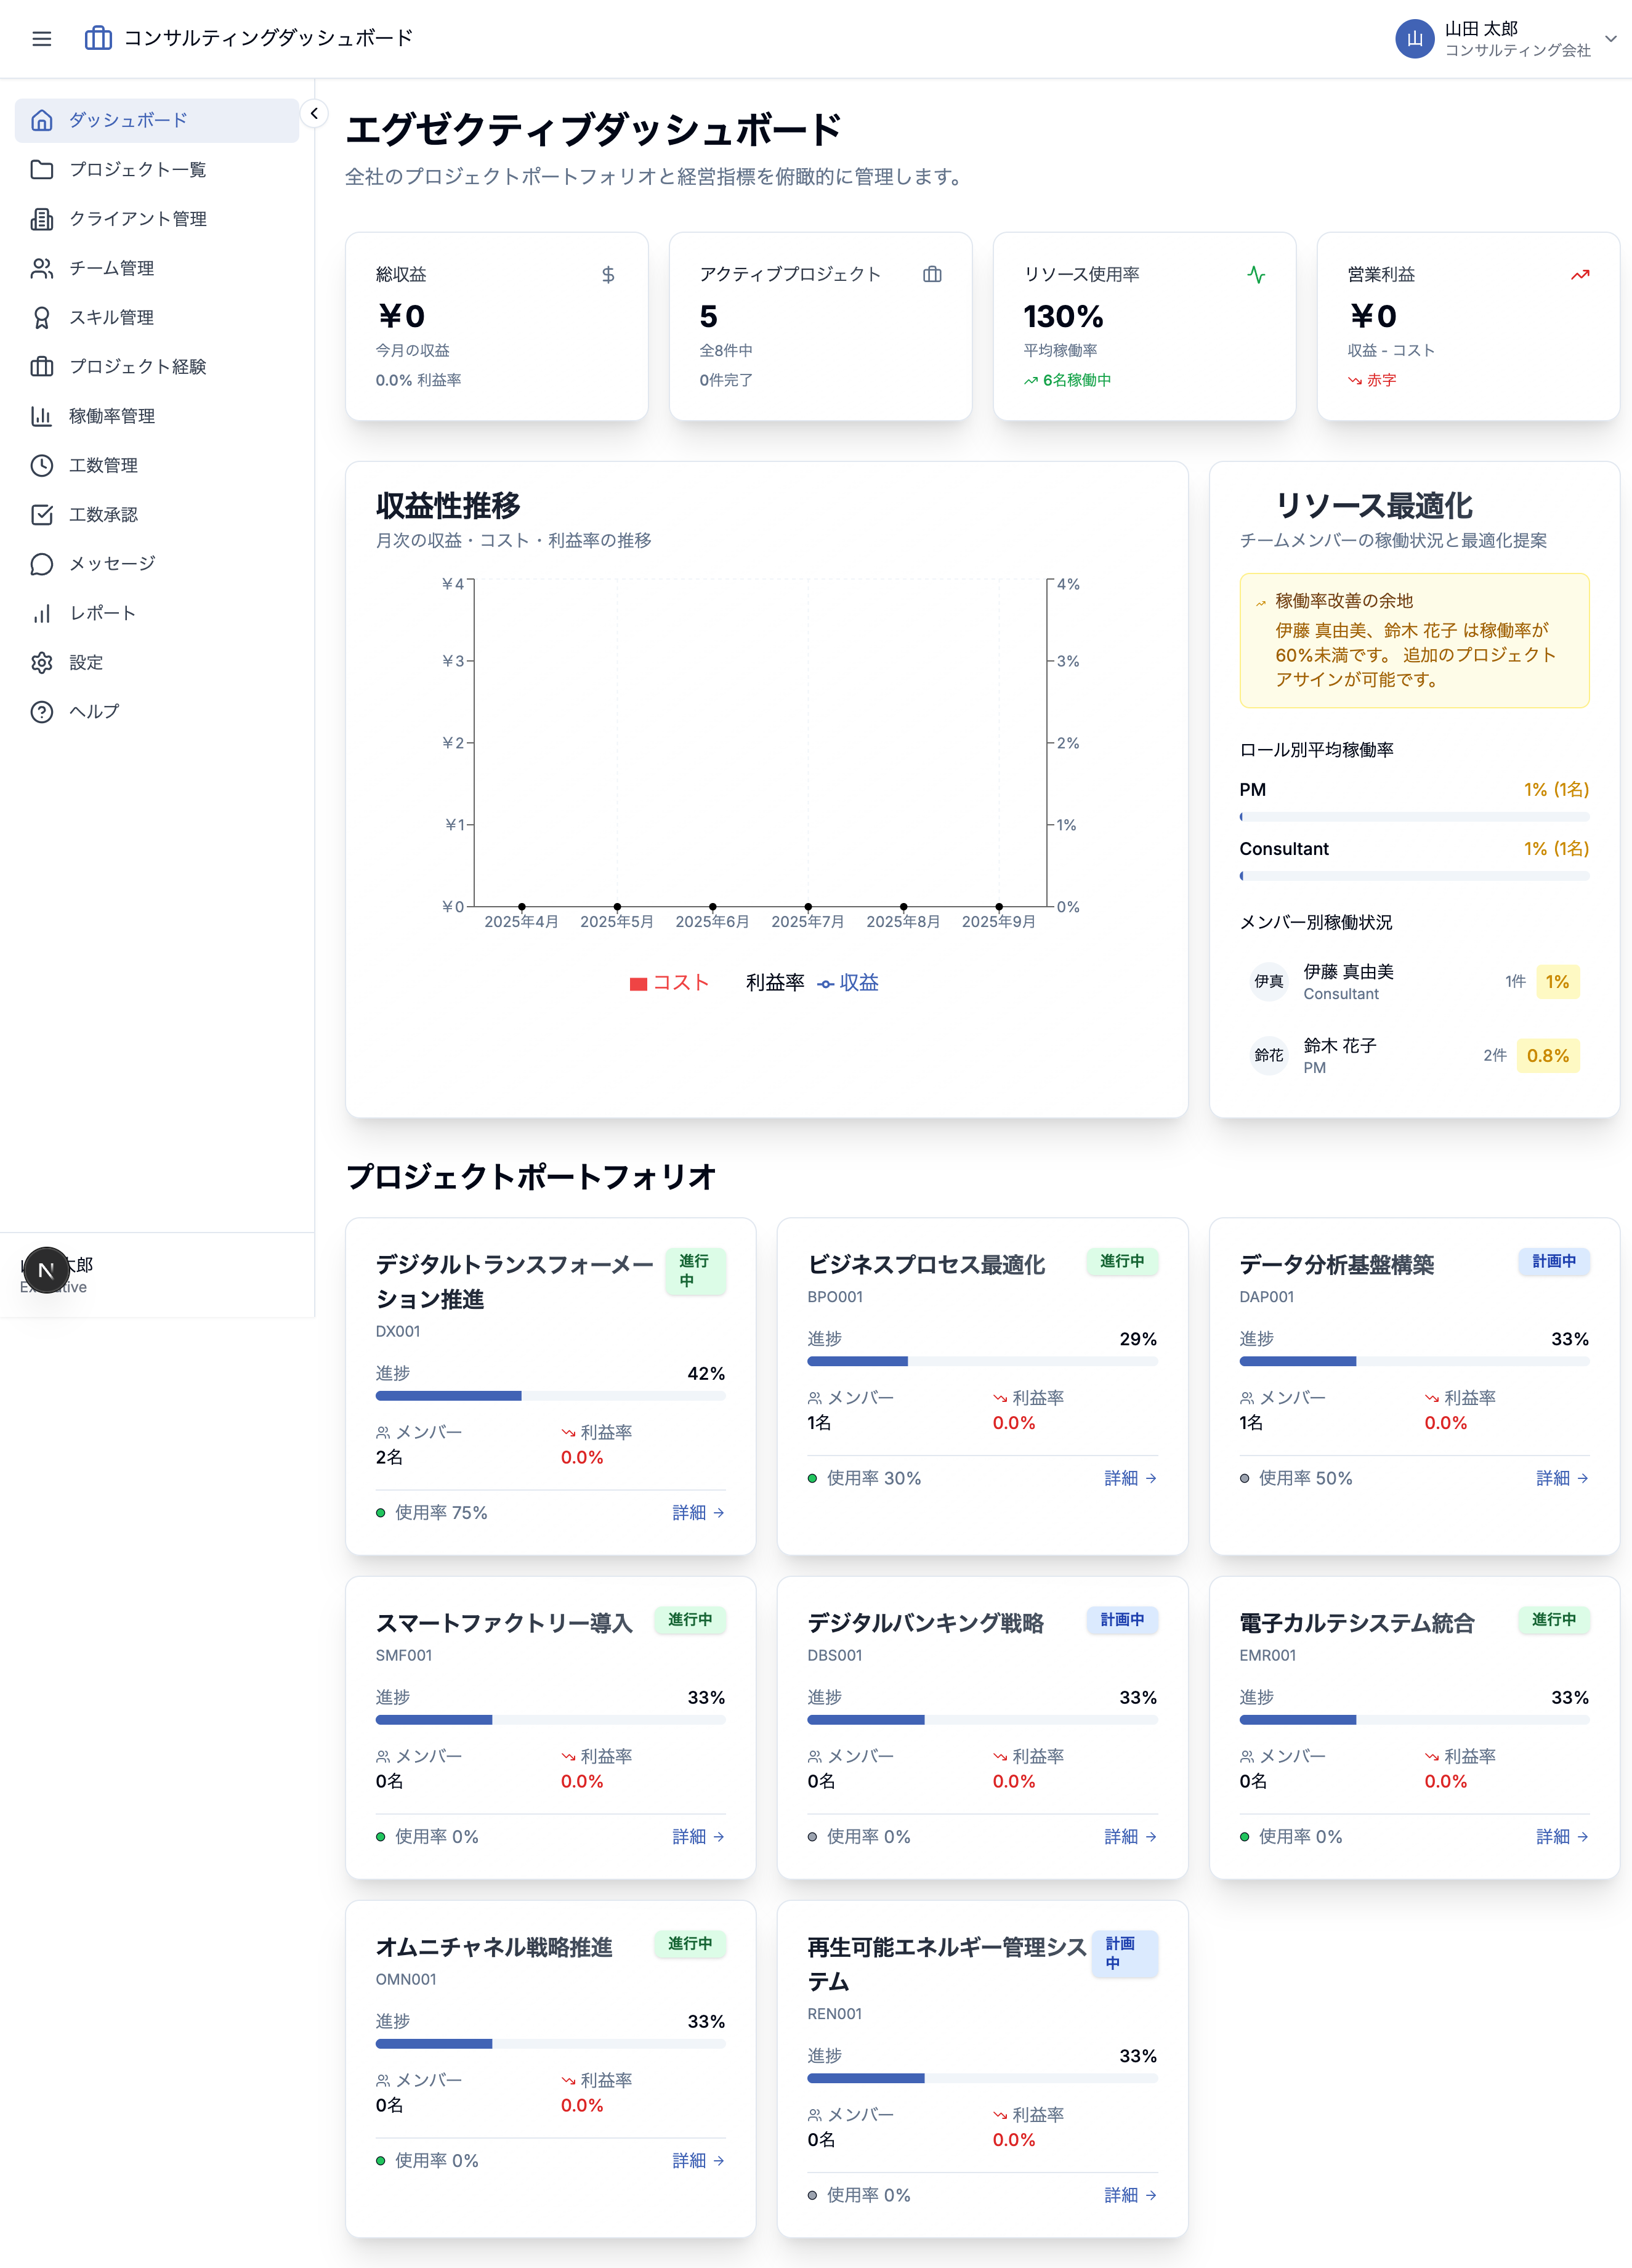 コンサルティングダッシュボード
山
山田 太郎
コンサルティング会社
ダッシュボード
プロジェクト一覧
クライアント管理
チーム管理
スキル管理
プロジェクト経験
稼働率管理
工数管理
工数承認
メッセージ
レポート
設定
ヘルプ
太郎
N
エグゼクティブダッシュボード
全社のプロジェクトポートフォリオと経営指標を俯瞰的に管理します。
総収益
¥0
今月の収益
0.0% 利益率
アクティブプロジェクト
5
全8件中
0件完了
リソース使用率
130%
平均稼働率
6名稼働中
営業利益
¥0
収益 - コスト
赤字
収益性推移
月次の収益・コスト・利益率の推移
¥4
¥3
¥2
¥1
¥0
4%
3%
2%
1%
0%
2025年4月 2025年5月 2025年6月 2025年7月 2025年8月 2025年9月
コスト 利益率 収益
リソース最適化
チームメンバーの稼働状況と最適化提案
稼働率改善の余地
伊藤 真由美、鈴木 花子 は稼働率が
60%未満です。 追加のプロジェクト
アサインが可能です。
ロール別平均稼働率
PM 1% (1名)
Consultant 1% (1名)
メンバー別稼働状況
伊真
伊藤 真由美
Consultant
1件 1%
鈴花
鈴木 花子
PM
2件 0.8%
プロジェクトポートフォリオ
デジタルトランスフォーメー
ション推進
進行
中
DX001
進捗 42%
メンバー 利益率
2名 0.0%
使用率 75% 詳細
ビジネスプロセス最適化
進行中
BPO001
進捗 29%
メンバー 利益率
1名 0.0%
使用率 30% 詳細
データ分析基盤構築
計画中
DAP001
進捗 33%
メンバー 利益率
1名 0.0%
使用率 50% 詳細
スマートファクトリー導入
進行中
SMF001
進捗 33%
メンバー 利益率
0名 0.0%
使用率 0% 詳細
デジタルバンキング戦略
計画中
DBS001
進捗 33%
メンバー 利益率
0名 0.0%
使用率 0% 詳細
電子カルテシステム統合
進行中
EMR001
進捗 33%
メンバー 利益率
0名 0.0%
使用率 0% 詳細
オムニチャネル戦略推進
進行中
OMN001
進捗 33%
メンバー 利益率
0名 0.0%
使用率 0% 詳細
再生可能エネルギー管理シス
テム
計画
中
REN001
進捗 33%
メンバー 利益率
0名 0.0%
使用率 0% 詳細